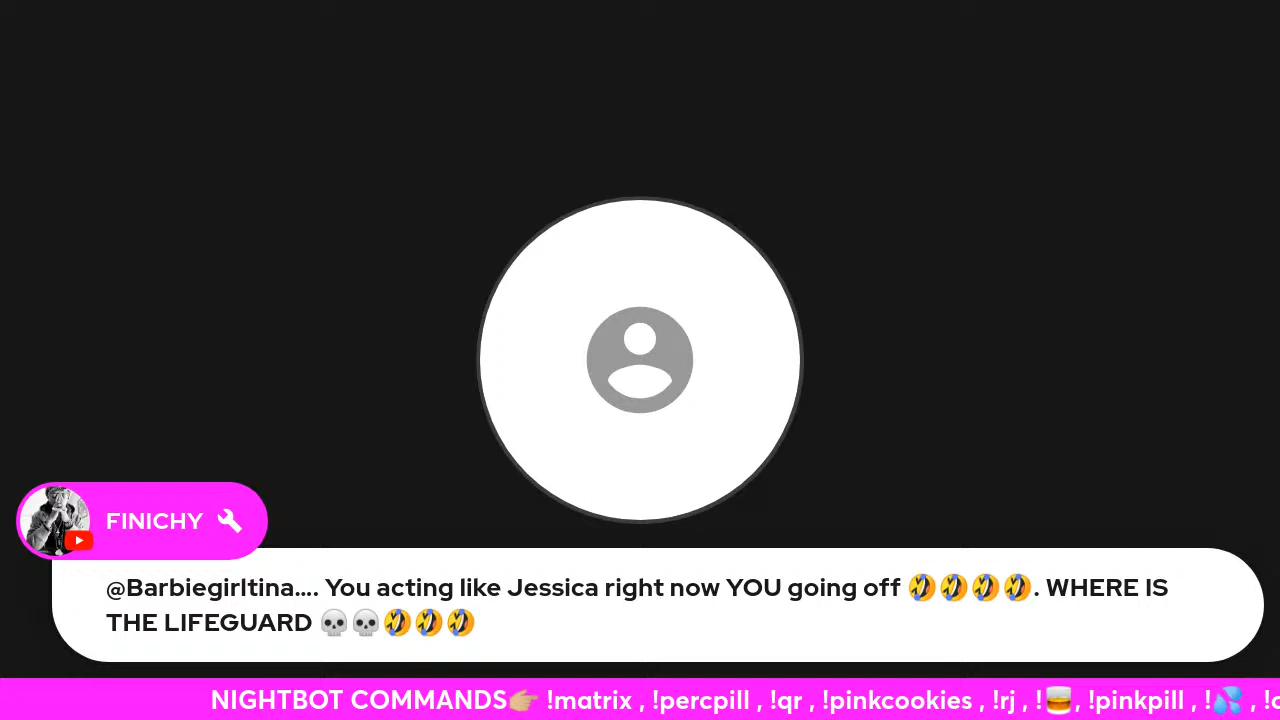 FINICHY
@Barbiegirltina.... You acting like Jessica right now YOU going off 🤣🤣🤣🤣. WHERE IS
THE LIFEGUARD 💀💀🤣🤣🤣
NIGHTBOT COMMANDS👉🏼 !matrix , !percpill , !qr , !pinkcookies , !rj , !🥃, !pinkpill , !💦 ,